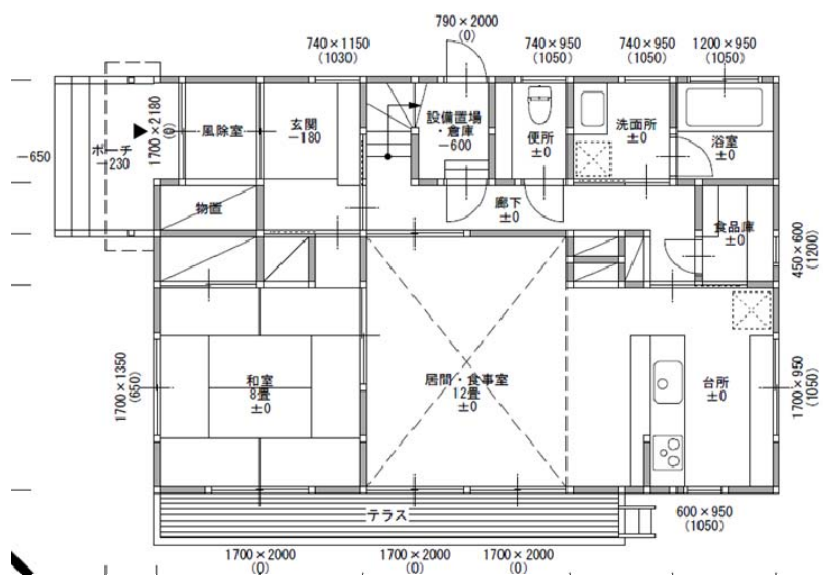 790×2000
(0)
740×1150
(1030)
740×950
(1050)
740×950
(1050)
1200×950
(1050)
-650
ポーチ
-230
1700×2180
(0)
風除室
玄関
-180
設備置場
・倉庫
-600
便所
±0
洗面所
±0
浴室
±0
物置
廊下
±0
食品庫
±0
450×600
(1200)
1700×1350
(650)
和室
8畳
±0
居間・食事室
12畳
±0
台所
±0
1700×950
(1050)
テラス
600×950
(1050)
1700×2000
(0)
1700×2000
(0)
1700×2000
(0)